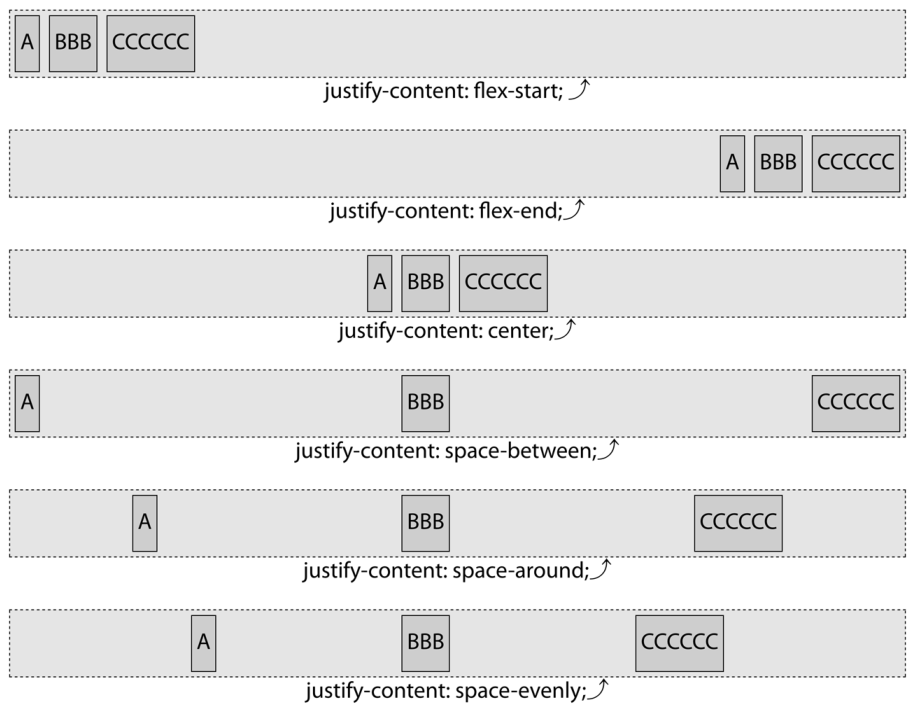 A BBB CCCCCC
justify-content: flex-start;
A BBB CCCCCC
justify-content: flex-end;
A BBB CCCCCC
justify-content: center;
A BBB CCCCCC
justify-content: space-between;
A BBB CCCCCC
justify-content: space-around;
A BBB CCCCCC
justify-content: space-evenly;